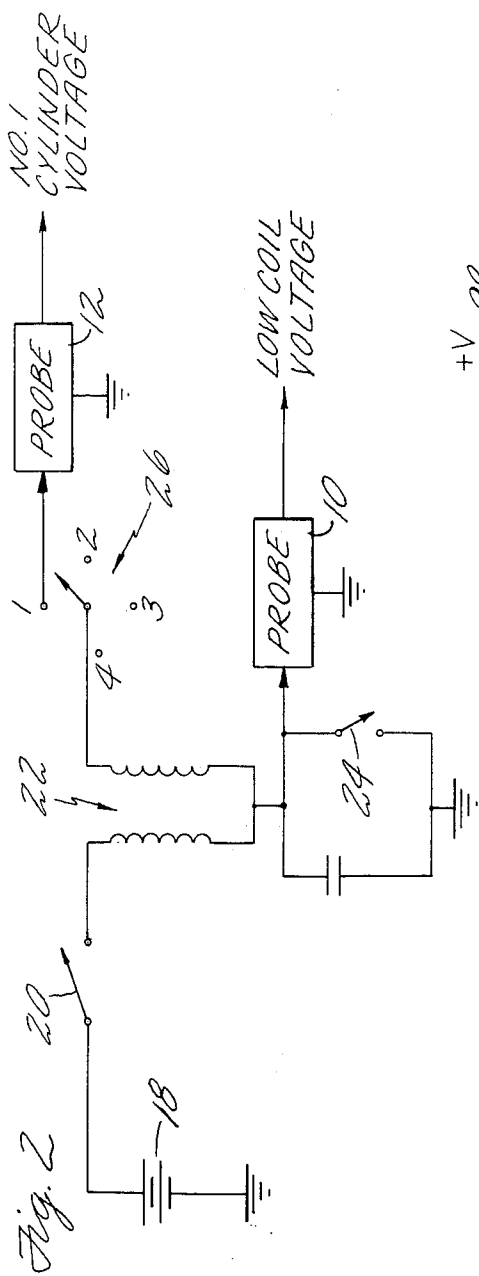 Fig. 2
18
20
22
24
26
1
2
3
4
PROBE
12
NO. 1
CYLINDER
VOLTAGE
PROBE
10
LOW COIL
VOLTAGE
+V